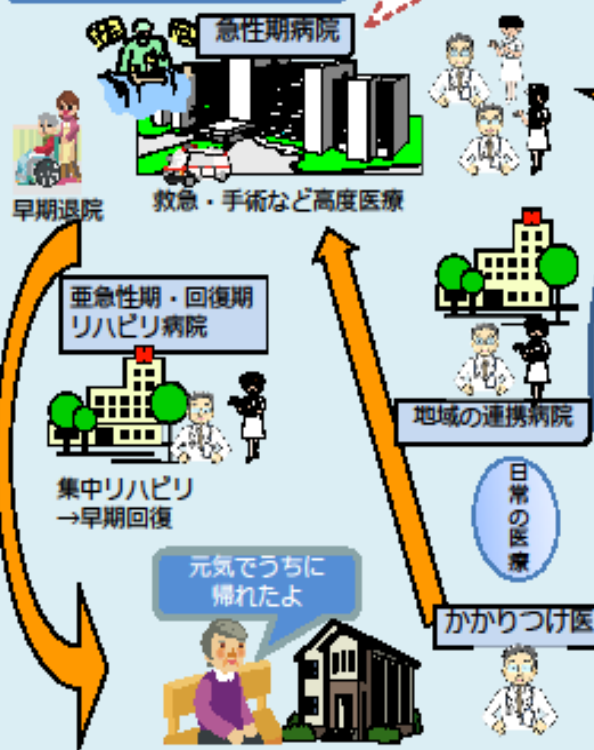 急性期病院
救急・手術など高度医療
早期退院
亜急性期・回復期
リハビリ病院
集中リハビリ
→早期回復
地域の連携病院
日常の医療
かかりつけ医
元気でうちに
帰れたよ